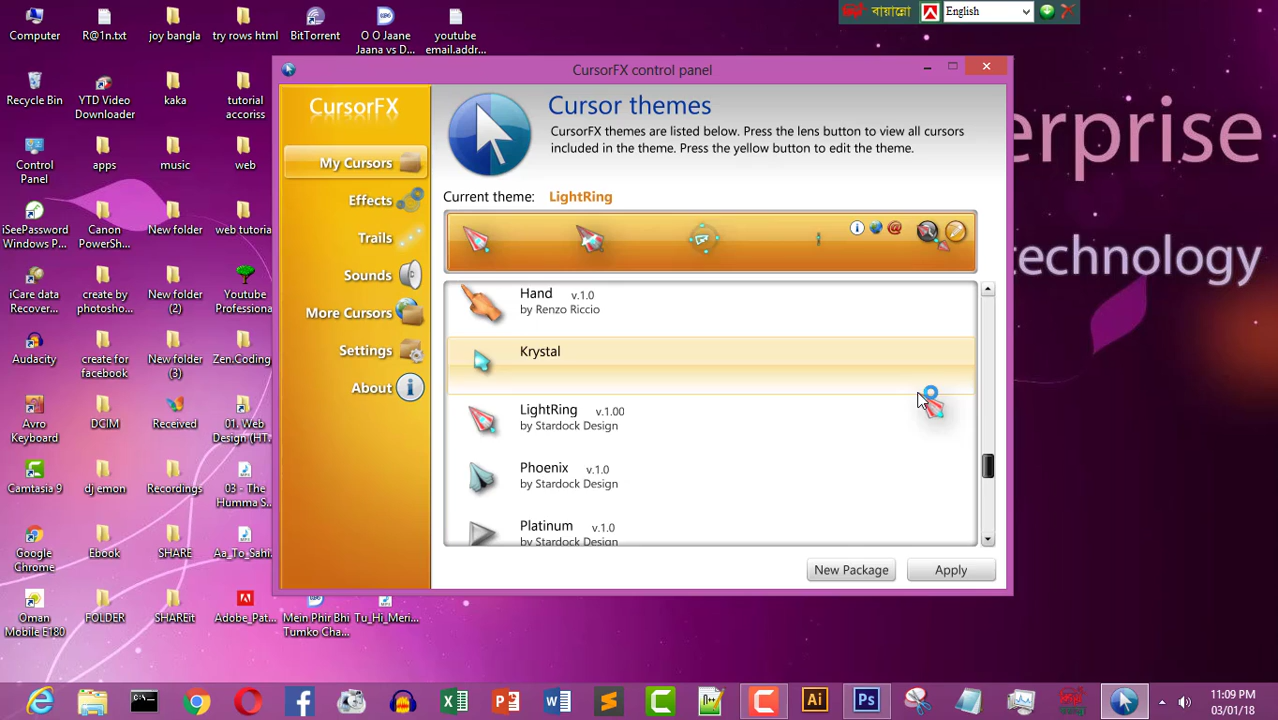 বায়ান্নো
English
Computer
R@1n.txt
joy bangla
try rows html
BitTorrent
O O Jaane
Jaana vs D...
youtube
email.addr...
Recycle Bin
YTD Video
Downloader
kaka
tutorial
accoriss
Control
Panel
apps
music
web
iSeePassword
Windows P...
Canon
PowerSh...
New folder
web tutoria
iCare data
Recover...
create by
photosho...
New folder
(2)
Youtube
Professiona
Audacity
create for
facebook
New folder
(3)
Zen.Coding
Avro
Keyboard
DCIM
Received
01. Web
Design (HT...
Camtasia 9
dj emon
Recordings
03 - The
Humma S...
Google
Chrome
Ebook
SHARE
Aa_To_Sahi...
Oman
Mobile E180
FOLDER
SHAREit
Adobe_Pat...
Mein Phir Bhi
Tumko Cha...
Tu_Hi_Meri...
erprise
technology
CursorFX control panel
CursorFX
My Cursors
Effects
Trails
Sounds
More Cursors
Settings
About
Cursor themes
CursorFX themes are listed below. Press the lens button to view all cursors
included in the theme. Press the yellow button to edit the theme.
Current theme: LightRing
Hand v.1.0
by Renzo Riccio
Krystal
LightRing v.1.00
by Stardock Design
Phoenix v.1.0
by Stardock Design
Platinum v.1.0
by Stardock Design
New Package
Apply
11:09 PM
03/01/18